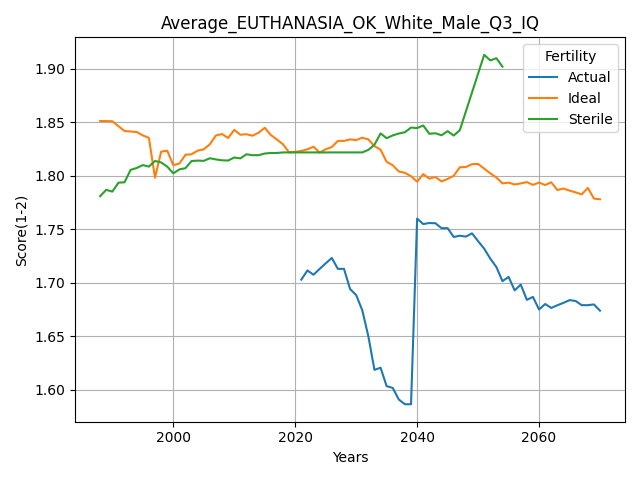 Average_EUTHANASIA_OK_White_Male_Q3_IQ
Fertility
Actual
Ideal
Sterile
Score(1-2)
1.90
1.85
1.80
1.75
1.70
1.65
1.60
2000 2020 2040 2060
Years